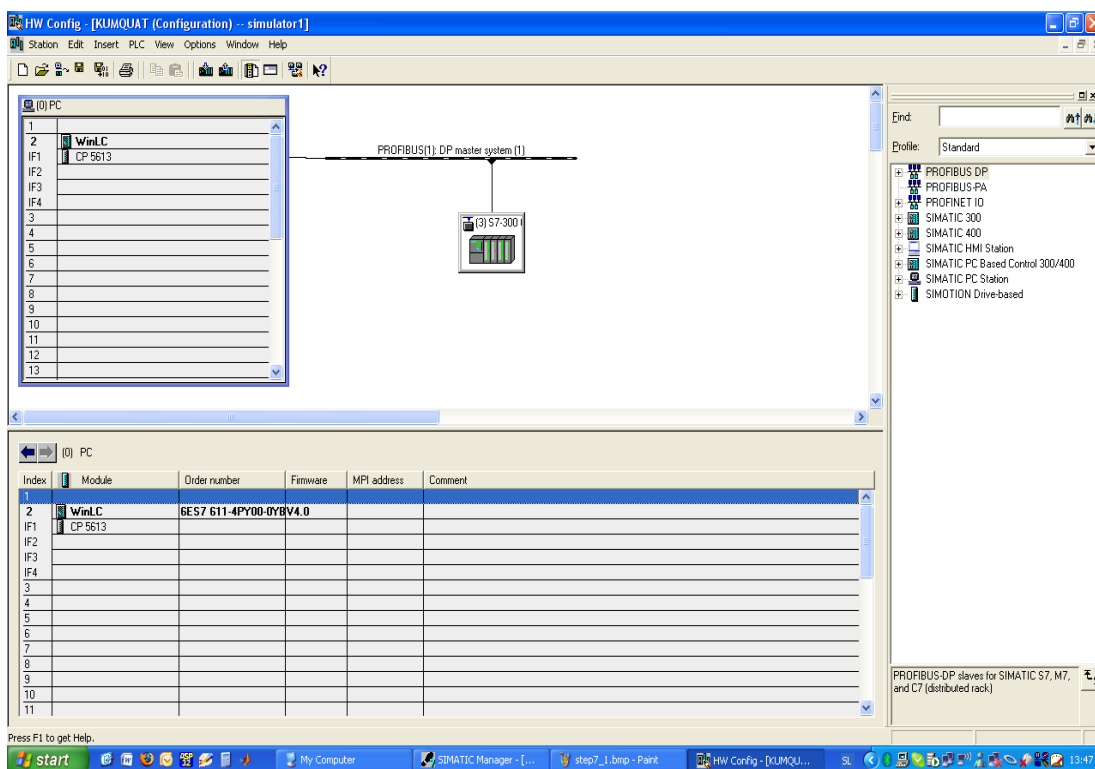 HW Config - [KUMQUAT (Configuration) -- simulator1]
Station Edit Insert PLC View Options Window Help
(0) PC
1
2 WinLC
IF1 CP 5613
IF2
IF3
IF4
3
4
5
6
7
8
9
10
11
12
13
PROFIBUS(1): DP master system (1)
(3) S7-300
Find:
Profile: Standard
PROFIBUS DP
PROFIBUS-PA
PROFINET IO
SIMATIC 300
SIMATIC 400
SIMATIC HMI Station
SIMATIC PC Based Control 300/400
SIMATIC PC Station
SIMOTION Drive-based
PROFIBUS-DP slaves for SIMATIC S7, M7,
and C7 (distributed rack)
(0) PC
Index Module Order number Firmware MPI address Comment
1
2 WinLC 6ES7 611-4PY00-0YB V4.0
IF1 CP 5613
IF2
IF3
IF4
3
4
5
6
7
8
9
10
11
Press F1 to get Help.
start My Computer SIMATIC Manager - [... step7_1.bmp - Paint HW Config - [KUMQU... SL 13:47